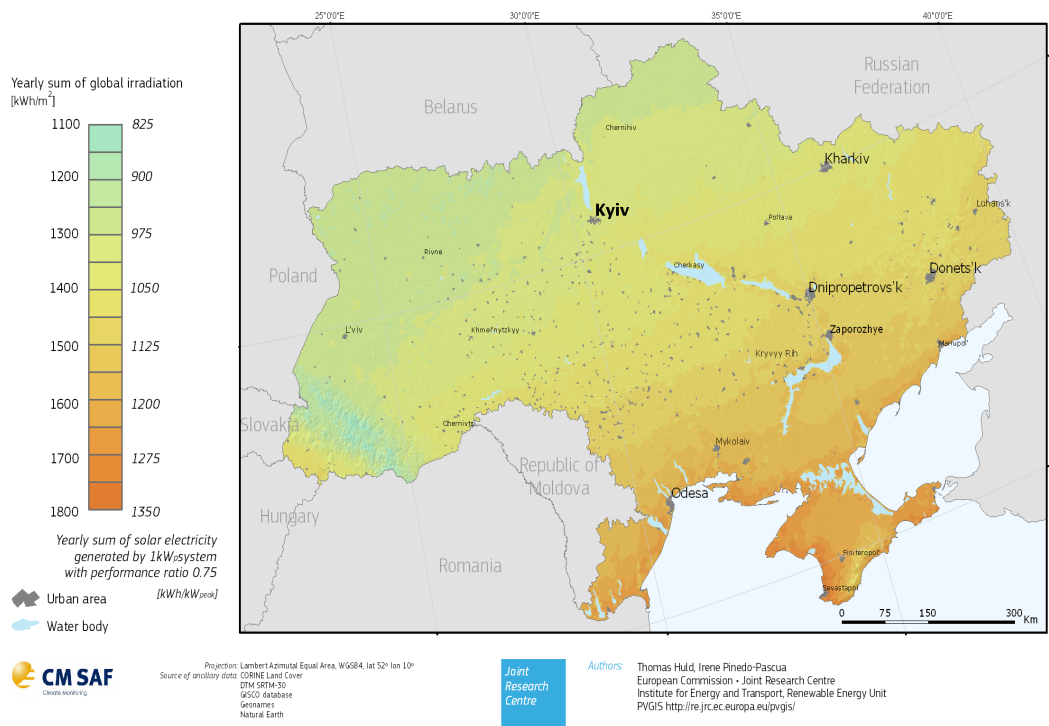 25°0'0"E 30°0'0"E 35°0'0"E 40°0'0"E
Yearly sum of global irradiation
[kWh/m2]
1100 825
1200 900
1300 975
1400 1050
1500 1125
1600 1200
1700 1275
1800 1350
Yearly sum of solar electricity
generated by 1kWpsystem
with performance ratio 0.75
[kWh/kWpeak]
Urban area
Water body
Russian
Federation
Belarus
Chernihiv
Kharkiv
Kyiv
Luhans'k
Poltava
Rivne
Poland
Cherkasy
Donets'k
Dnipropetrovs'k
L'viv
Khmel'nytzkyy
Zaporozhye
Mariupol'
Kryvyy Rih
Slovakia
Chernivtsi
Mykolaiv
Republic of
Moldova
Odesa
Hungary
Romania
Simferopol'
Sevastapol
0 75 150 300
Km
CM SAF
Climate Monitoring
Projection: Lambert Azimutal Equal Area, WGS84, lat 52º lon 10º
Source of ancillary data: CORINE Land Cover
DTM SRTM-30
GISCO database
Geonames
Natural Earth
Joint
Research
Centre
Authors: Thomas Huld, Irene Pinedo-Pascua
European Commission • Joint Research Centre
Institute for Energy and Transport, Renewable Energy Unit
PVGIS http://re.jrc.ec.europa.eu/pvgis/